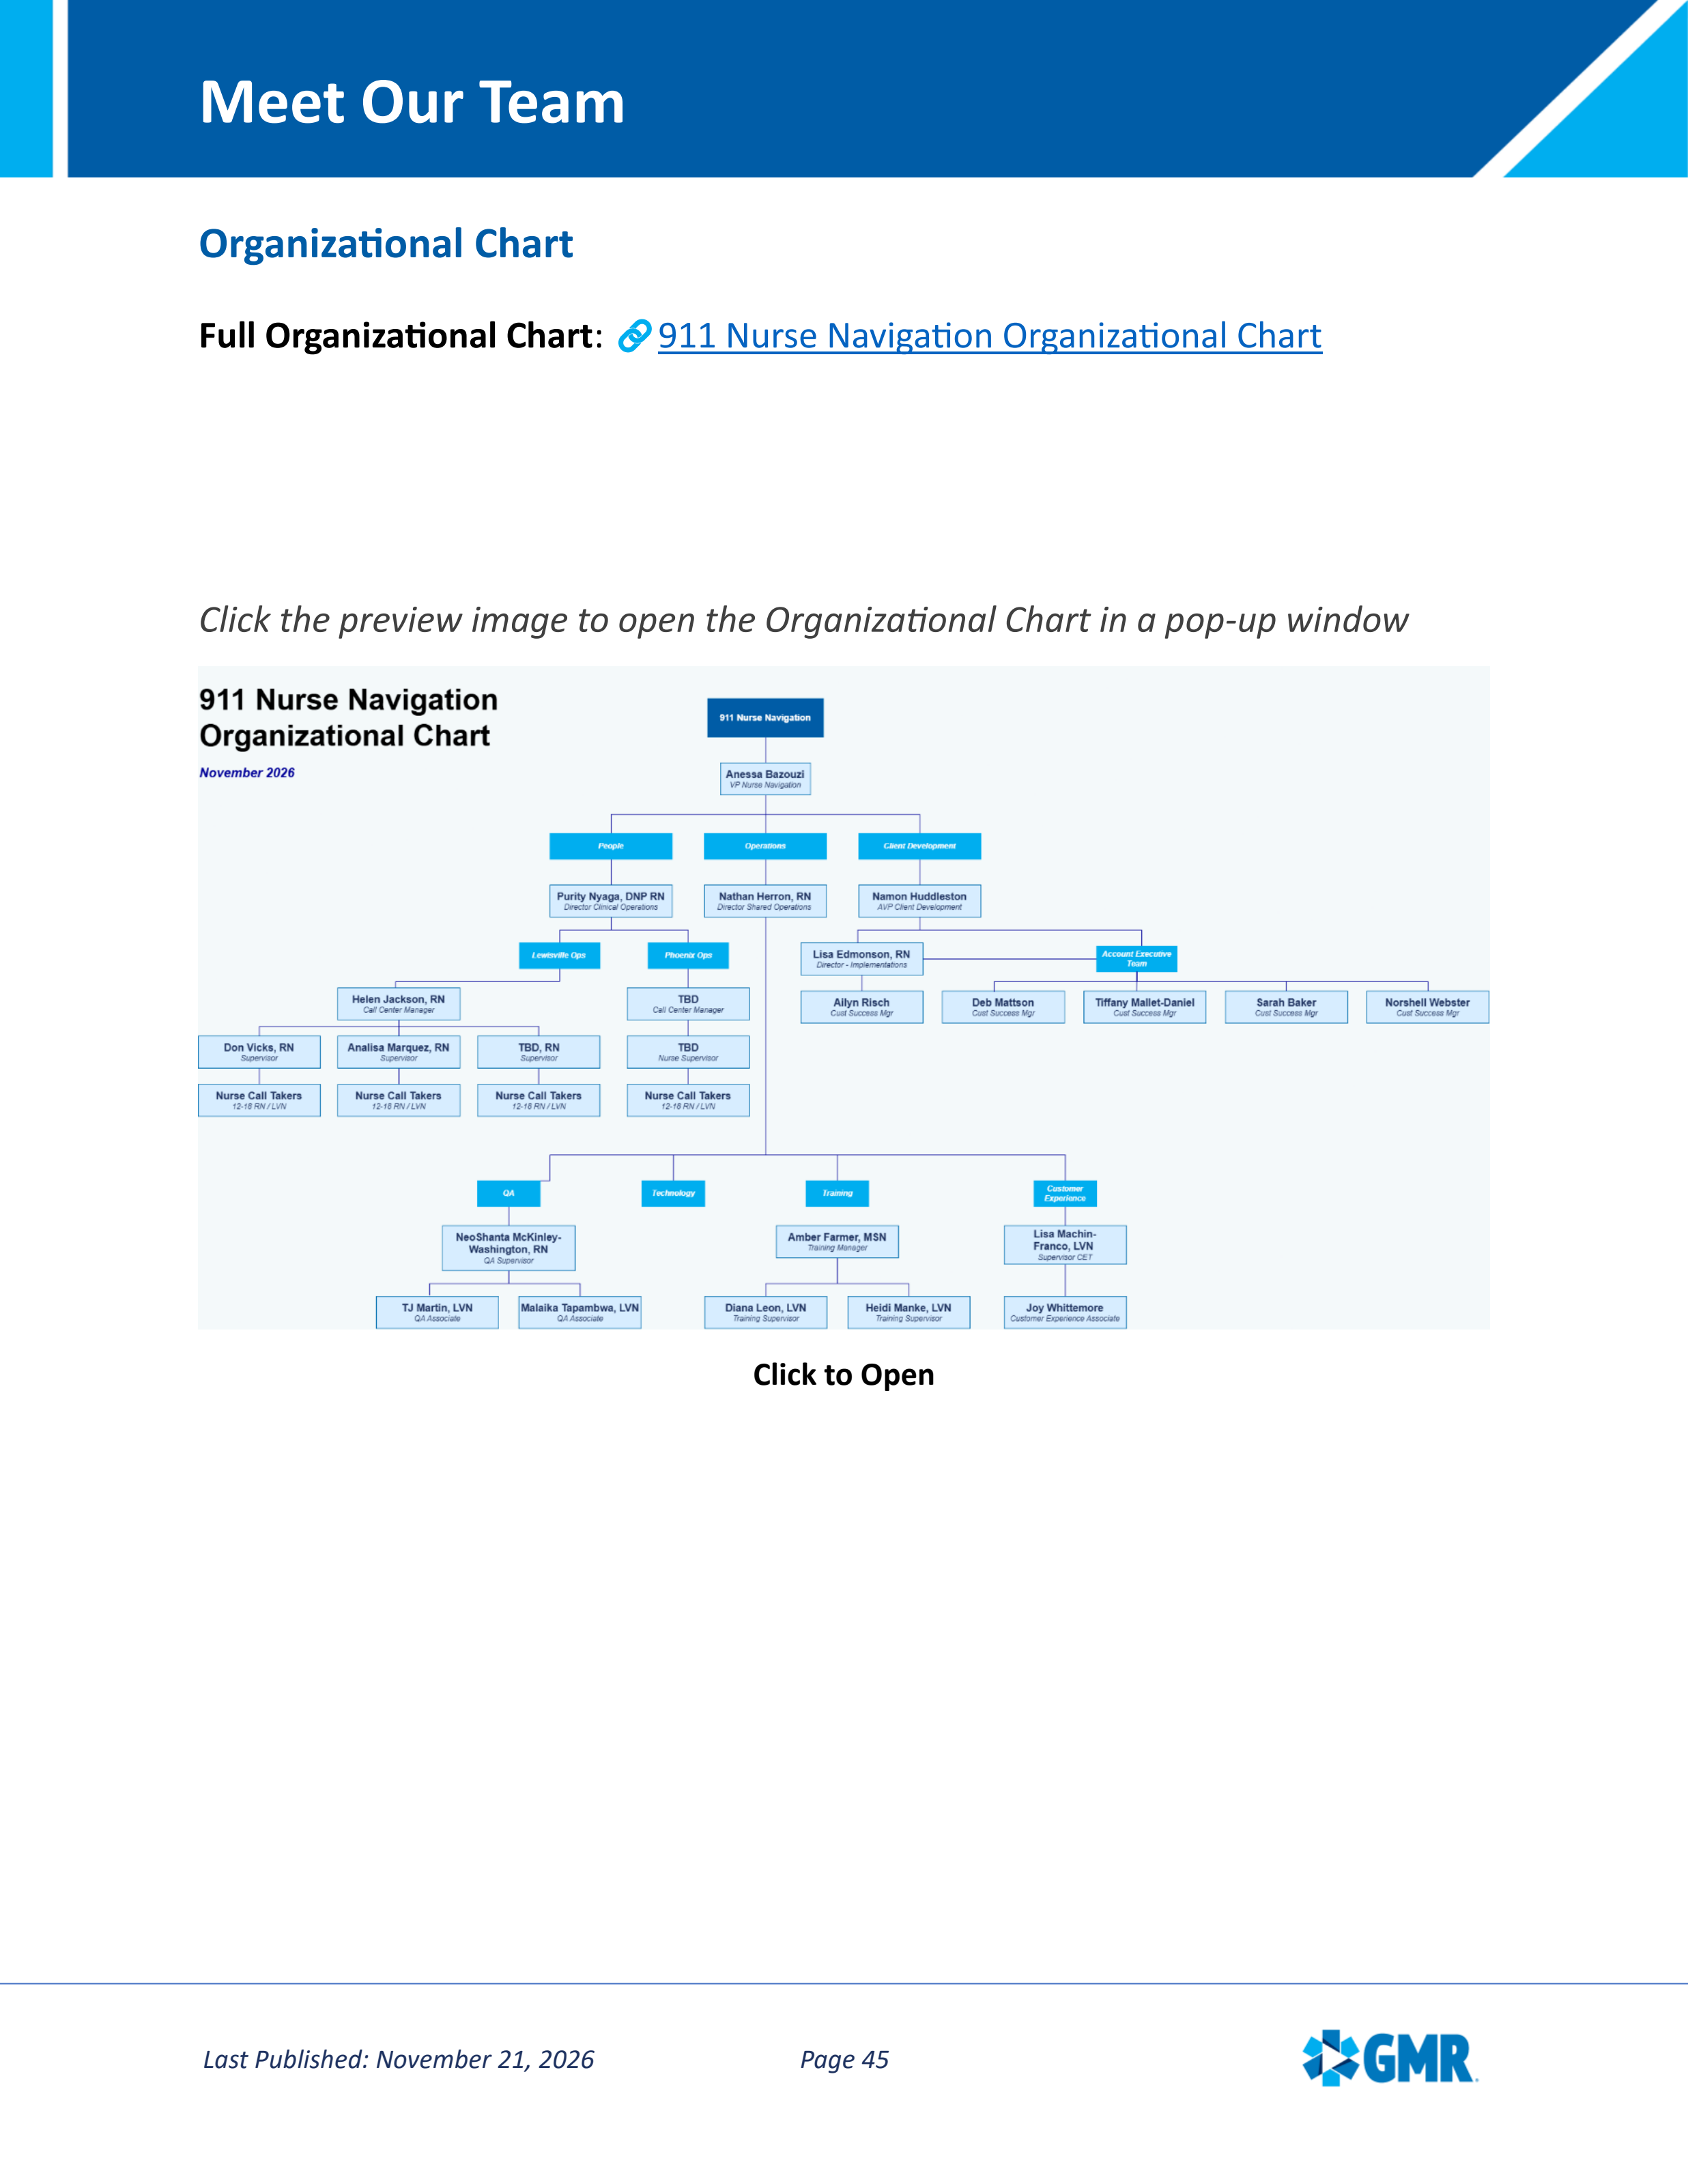 Meet Our Team
Organizational Chart
Full Organizational Chart: 911 Nurse Navigation Organizational Chart
Click the preview image to open the Organizational Chart in a pop-up window
911 Nurse Navigation
Organizational Chart
November 2026
911 Nurse Navigation
Anessa Bazouzi
VP Nurse Navigation
People
Operations
Client Development
Purity Nyaga, DNP RN
Director Clinical Operations
Nathan Herron, RN
Director Shared Operations
Namon Huddleston
AVP Client Development
Lewisville Ops
Phoenix Ops
Lisa Edmonson, RN
Director - Implementations
Account Executive
Team
Helen Jackson, RN
Call Center Manager
TBD
Call Center Manager
Ailyn Risch
Cust Success Mgr
Deb Mattson
Cust Success Mgr
Tiffany Mallet-Daniel
Cust Success Mgr
Sarah Baker
Cust Success Mgr
Norshell Webster
Cust Success Mgr
Don Vicks, RN
Supervisor
Analisa Marquez, RN
Supervisor
TBD, RN
Supervisor
TBD
Nurse Supervisor
Nurse Call Takers
12-16 RN / LVN
Nurse Call Takers
12-16 RN / LVN
Nurse Call Takers
12-16 RN / LVN
Nurse Call Takers
12-16 RN / LVN
QA
Technology
Training
Customer
Experience
NeoShanta McKinley-
Washington, RN
QA Supervisor
Amber Farmer, MSN
Training Manager
Lisa Machin-
Franco, LVN
Supervisor CET
TJ Martin, LVN
QA Associate
Malaika Tapambwa, LVN
QA Associate
Diana Leon, LVN
Training Supervisor
Heidi Manke, LVN
Training Supervisor
Joy Whittemore
Customer Experience Associate
Click to Open
Last Published: November 21, 2026
Page 45
GMR